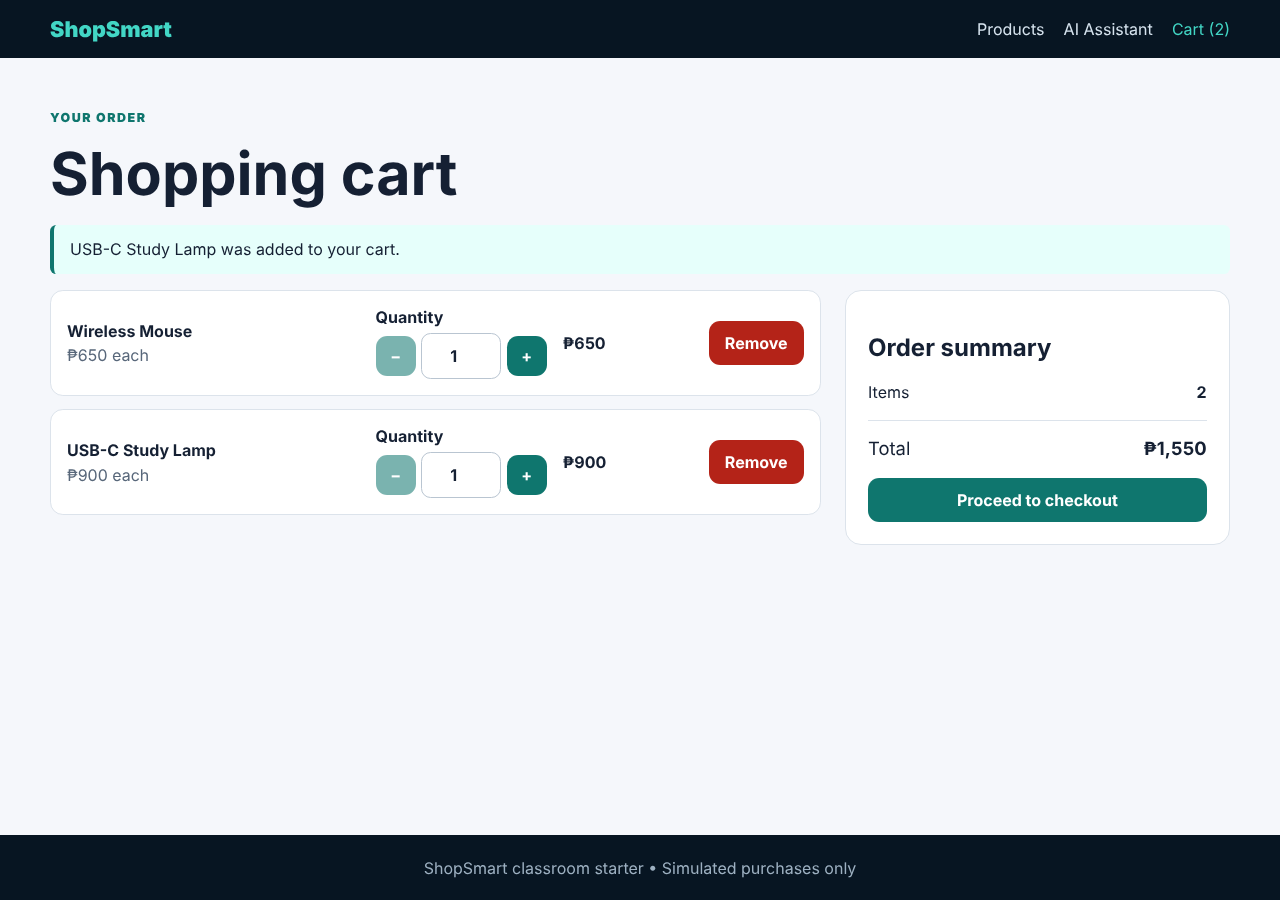 ShopSmart
Products AI Assistant Cart (2)
YOUR ORDER
Shopping cart
USB-C Study Lamp was added to your cart.
Wireless Mouse
₱650 each
Quantity
− 1 +
₱650
Remove
USB-C Study Lamp
₱900 each
Quantity
− 1 +
₱900
Remove
Order summary
Items 2
Total ₱1,550
Proceed to checkout
ShopSmart classroom starter • Simulated purchases only